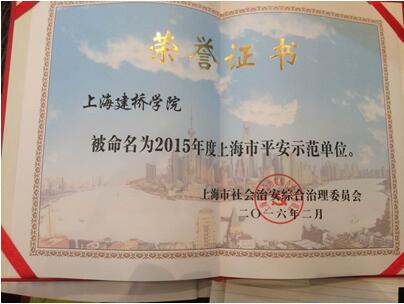 荣誉证书
上海建桥学院
被命名为2015年度上海市平安示范单位。
上海市社会治安综合治理委员会
二〇一六年二月